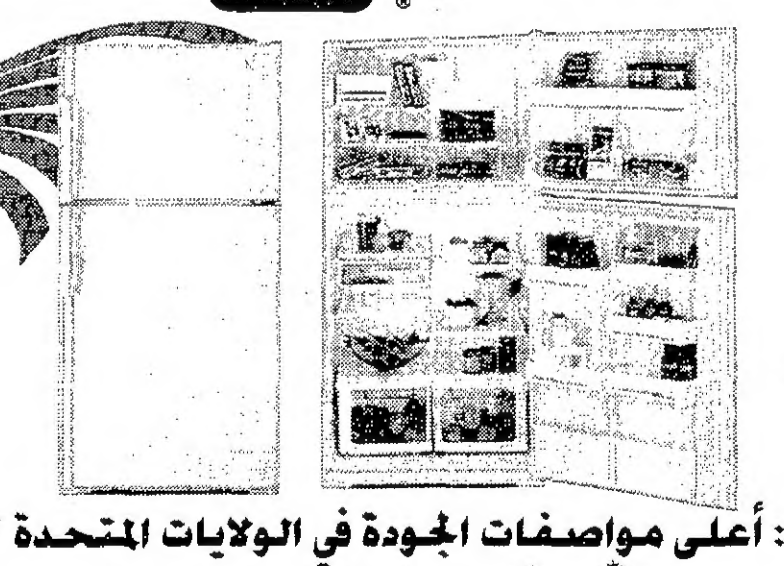 ®
: أعلى مواصفات الجودة في الولايات المتحدة